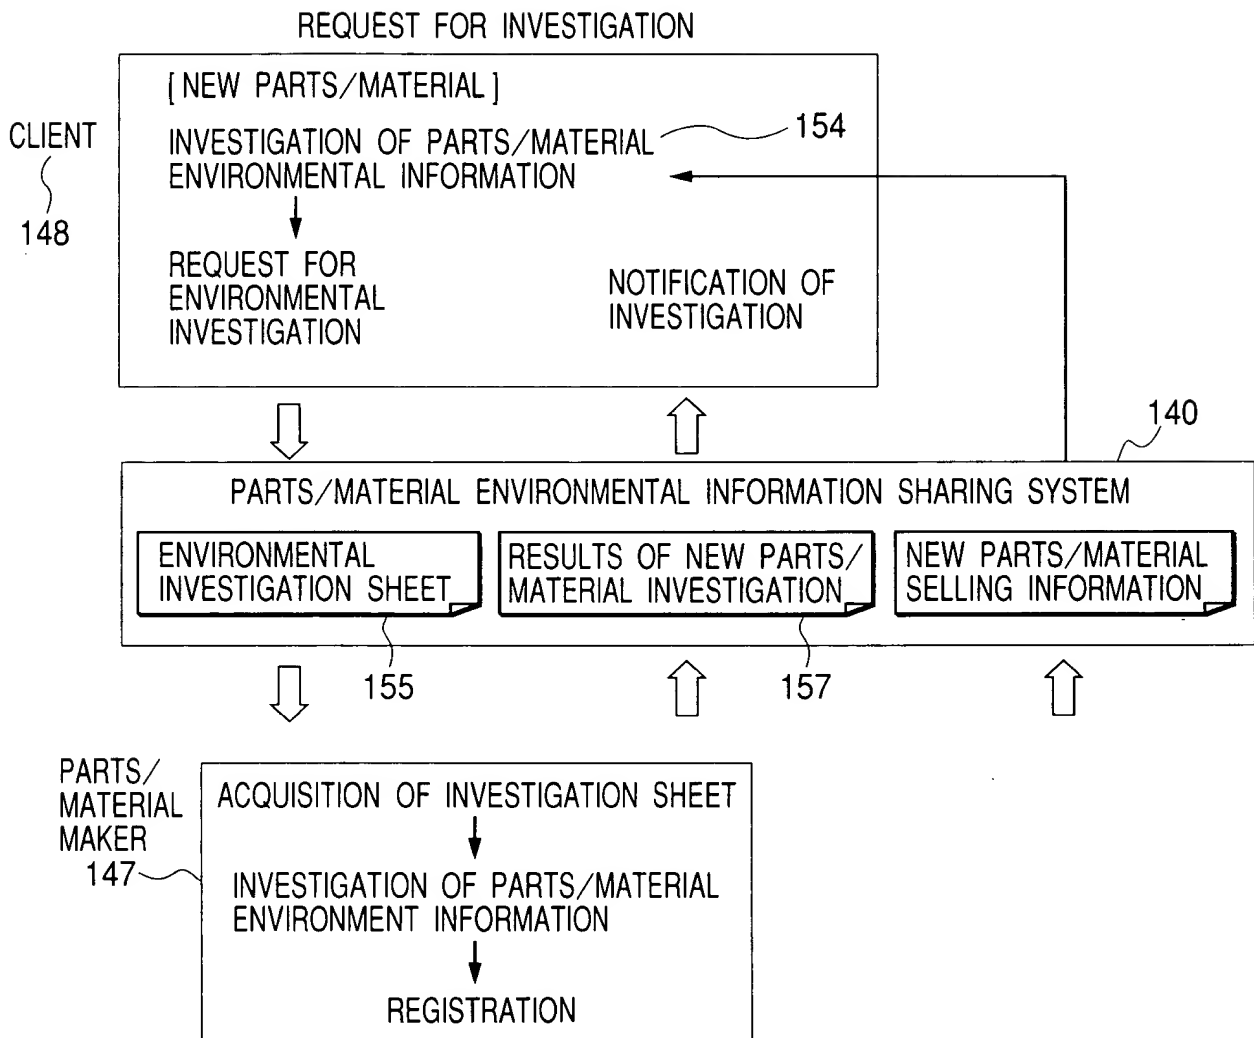 REQUEST FOR INVESTIGATION
[NEW PARTS/MATERIAL]
CLIENT
148
INVESTIGATION OF PARTS/MATERIAL
ENVIRONMENTAL INFORMATION
154
REQUEST FOR
ENVIRONMENTAL
INVESTIGATION
NOTIFICATION OF
INVESTIGATION
140
PARTS/MATERIAL ENVIRONMENTAL INFORMATION SHARING SYSTEM
ENVIRONMENTAL
INVESTIGATION SHEET
RESULTS OF NEW PARTS/
MATERIAL INVESTIGATION
NEW PARTS/MATERIAL
SELLING INFORMATION
155
157
PARTS/
MATERIAL
MAKER
147
ACQUISITION OF INVESTIGATION SHEET
INVESTIGATION OF PARTS/MATERIAL
ENVIRONMENT INFORMATION
REGISTRATION